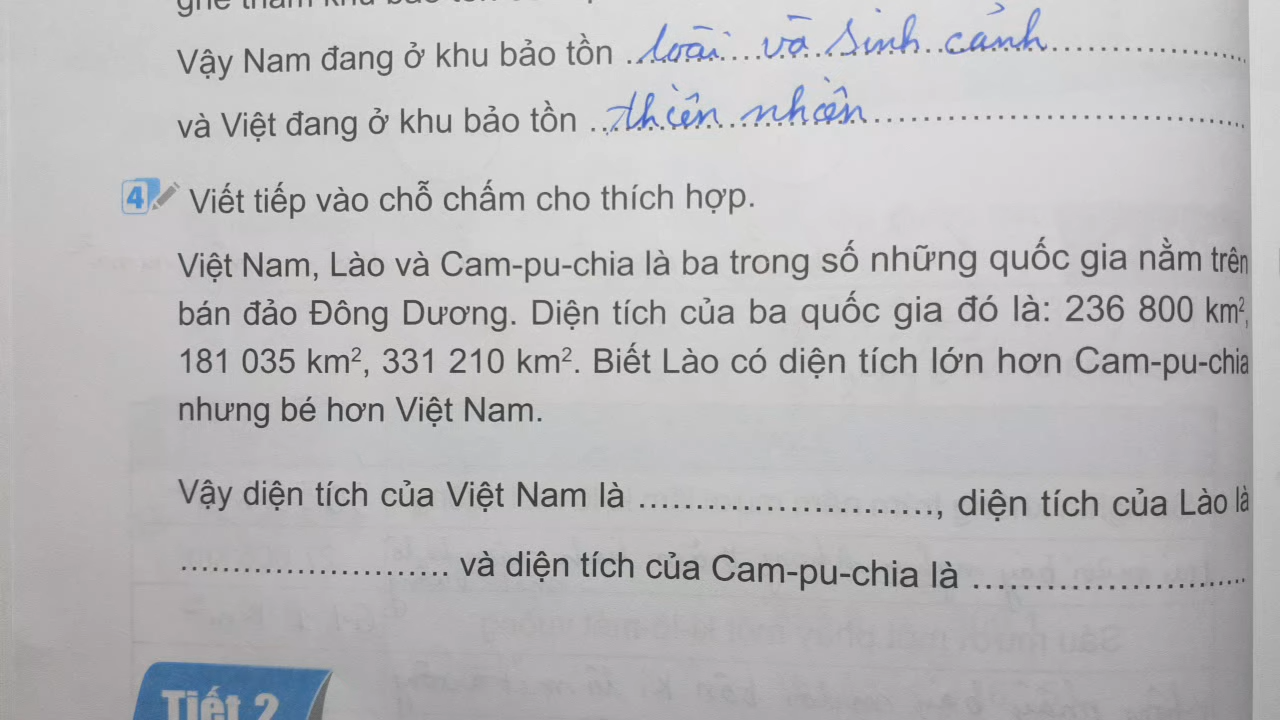 Vậy Nam đang ở khu bảo tồn loài và sinh cảnh
và Việt đang ở khu bảo tồn thiên nhiên
4 Viết tiếp vào chỗ chấm cho thích hợp.
Việt Nam, Lào và Cam-pu-chia là ba trong số những quốc gia nằm trên
bán đảo Đông Dương. Diện tích của ba quốc gia đó là: 236 800 km²,
181 035 km², 331 210 km². Biết Lào có diện tích lớn hơn Cam-pu-chia
nhưng bé hơn Việt Nam.
Vậy diện tích của Việt Nam là ............................, diện tích của Lào là
............................ và diện tích của Cam-pu-chia là ............................
Tiết 2